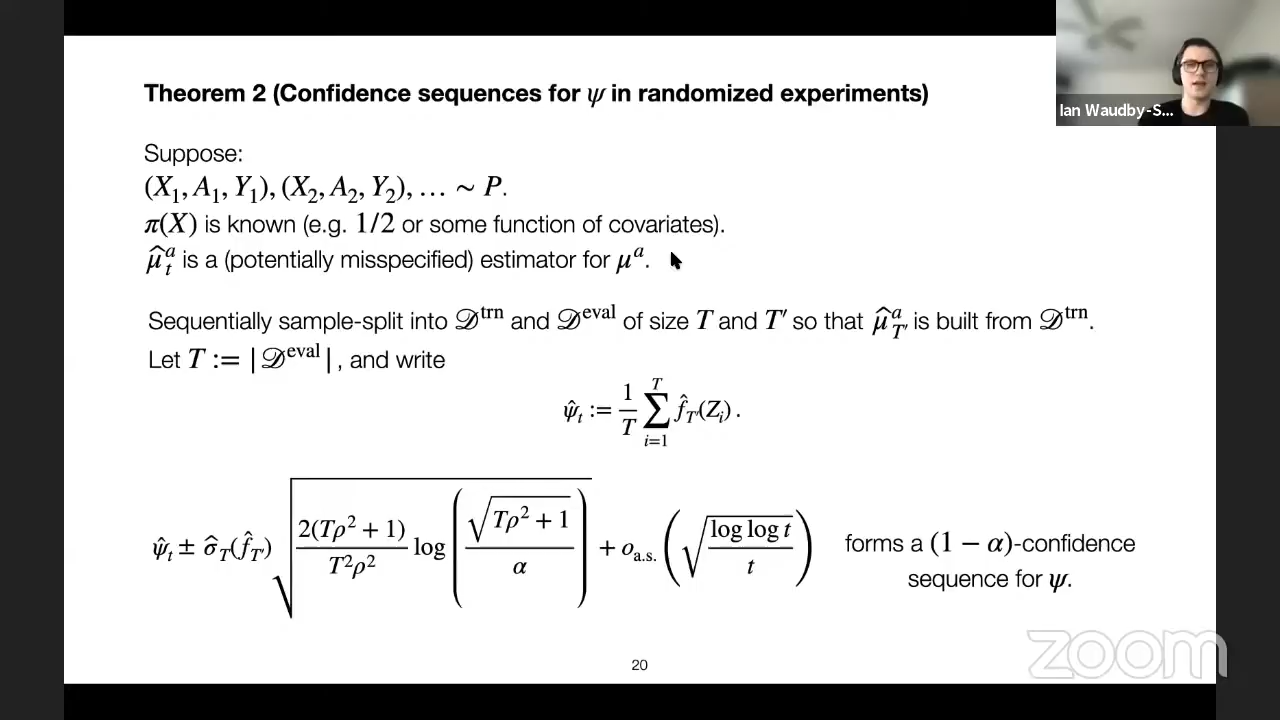 Theorem 2 (Confidence sequences for ψ in randomized experiments)
Ian Waudby-S...
Suppose:
(X₁, A₁, Y₁), (X₂, A₂, Y₂), … ∼ P.
π(X) is known (e.g. 1/2 or some function of covariates).
μ̂ₜᵃ is a (potentially misspecified) estimator for μᵃ.
Sequentially sample-split into 𝒟ᵗʳⁿ and 𝒟ᵉᵛᵃˡ of size T and T′ so that μ̂ᵃ_T′ is built from 𝒟ᵗʳⁿ.
Let T := |𝒟ᵉᵛᵃˡ|, and write
ψ̂ₜ := 1/T ∑_{i=1}^{T} f̂_T′(Zᵢ).
ψ̂ₜ ± σ̂_T(f̂_T′) √(2(Tρ² + 1)/(T²ρ²) log(√(Tρ² + 1)/α)) + o_a.s.(√(log log t/t)) forms a (1 − α)-confidence
sequence for ψ.
20
zoom